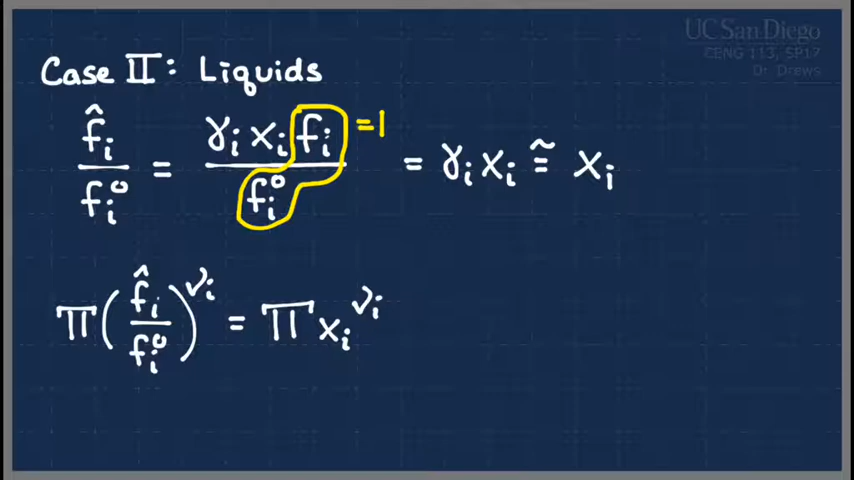 UC San Diego
CENG 113, SP17
Dr. Drews
Case II: Liquids
f̂ᵢ / fᵢ° = γᵢ xᵢ fᵢ / fᵢ° =1 = γᵢ xᵢ ≅ xᵢ
π(f̂ᵢ / fᵢ°)^νᵢ = π xᵢ^νᵢ